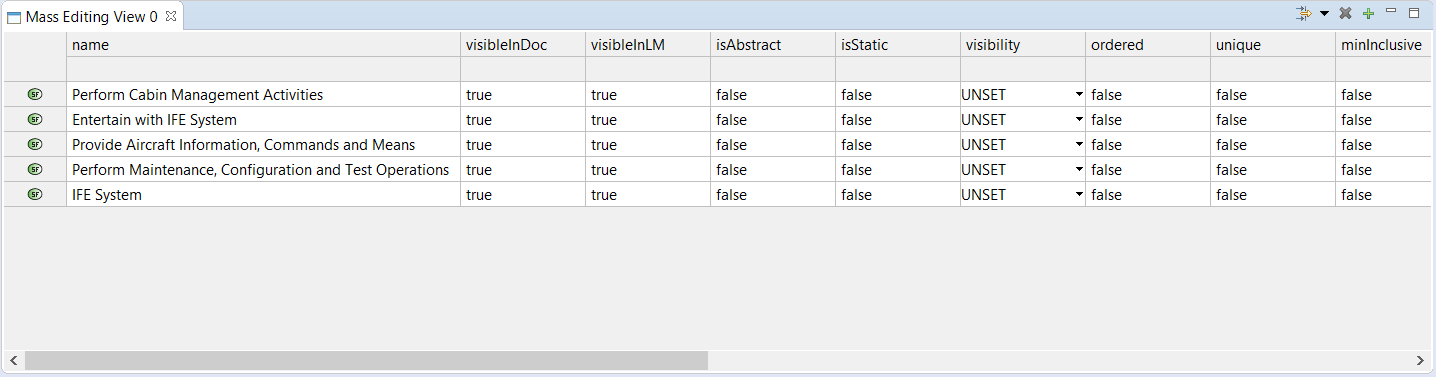 Mass Editing View 0
name visibleInDoc visibleInLM isAbstract isStatic visibility ordered unique minInclusive
SF Perform Cabin Management Activities true true false false UNSET false false false
SF Entertain with IFE System true true false false UNSET false false false
SF Provide Aircraft Information, Commands and Means true true false false UNSET false false false
SF Perform Maintenance, Configuration and Test Operations true true false false UNSET false false false
SF IFE System true true false false UNSET false false false